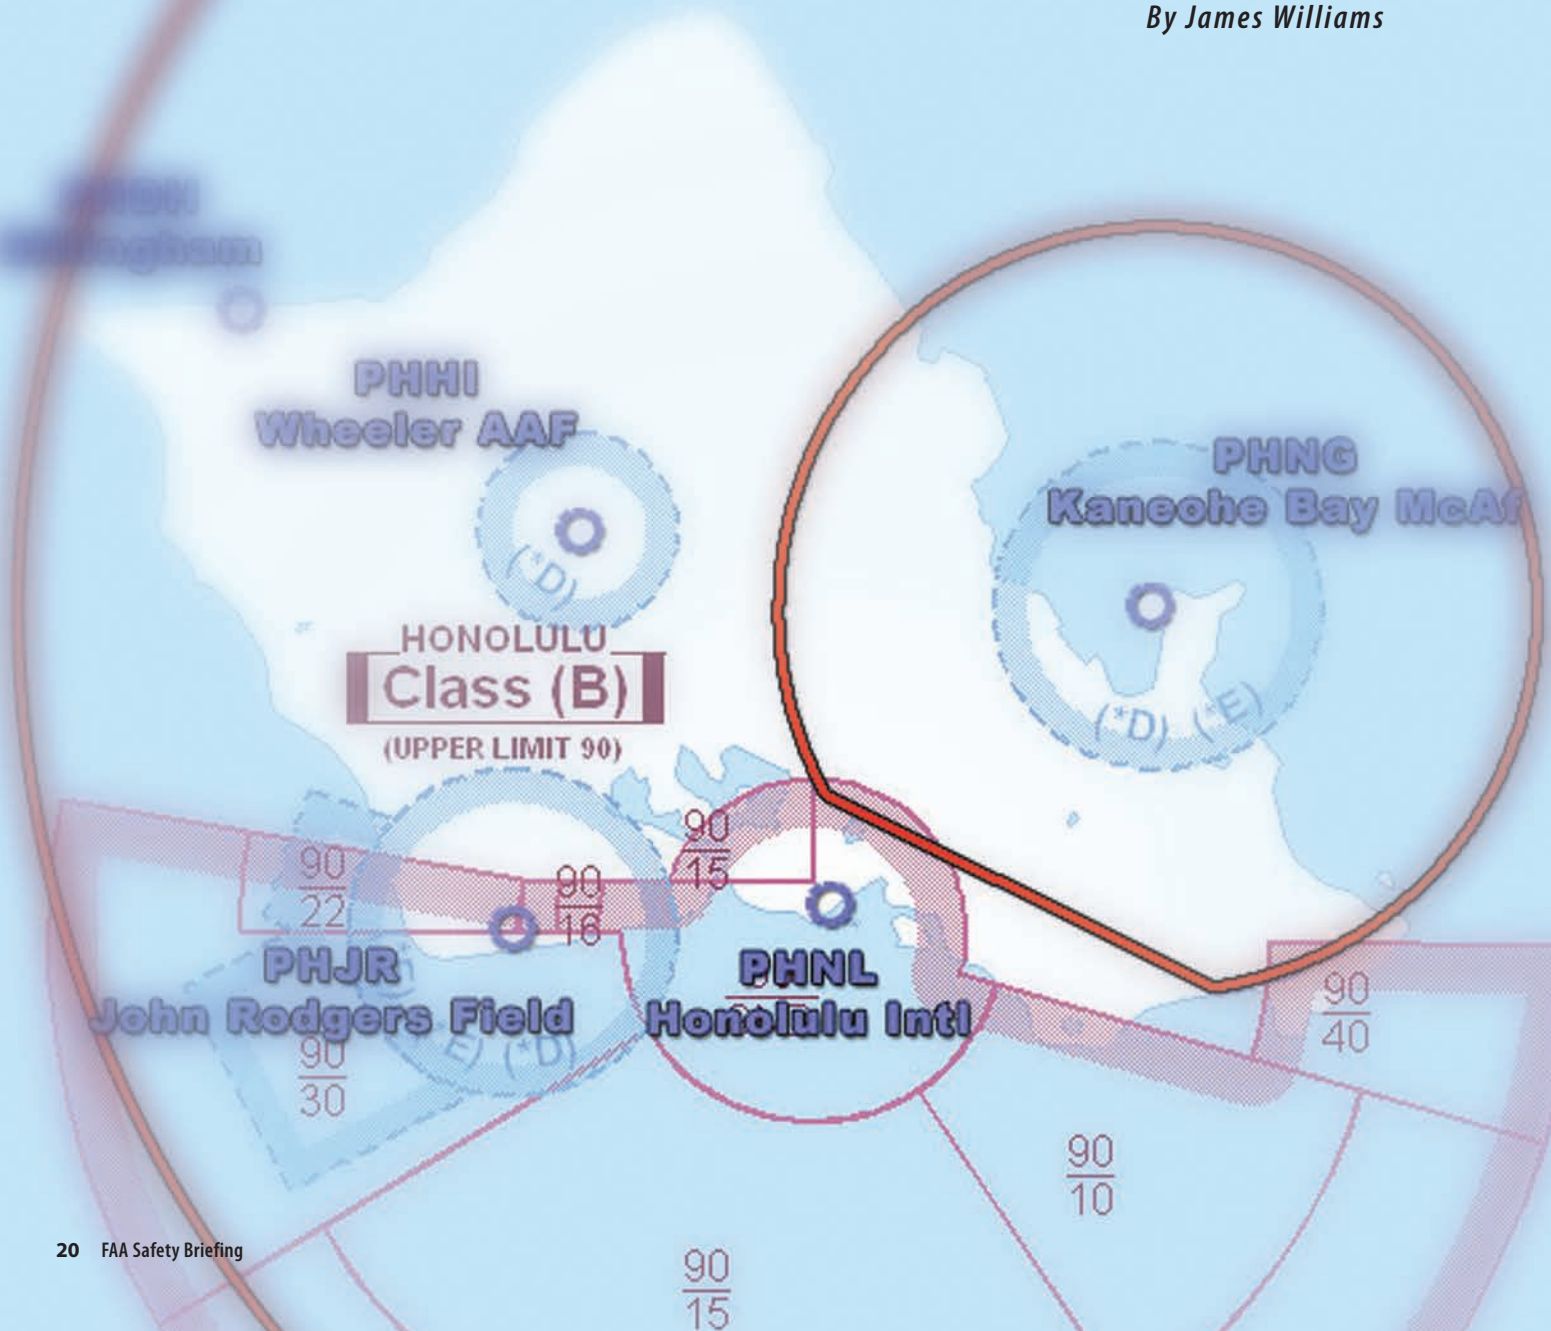 By James Williams
PHHI
Wheeler AAF
PHNG
Kaneohe Bay McAf
(*D)
HONOLULU
Class (B)
(UPPER LIMIT 90)
(*D) (*E)
90
15
90
22
90
16
PHJR
John Rodgers Field
PHNL
Honolulu Intl
90
40
E) (*D)
90
30
90
10
20 FAA Safety Briefing
90
15